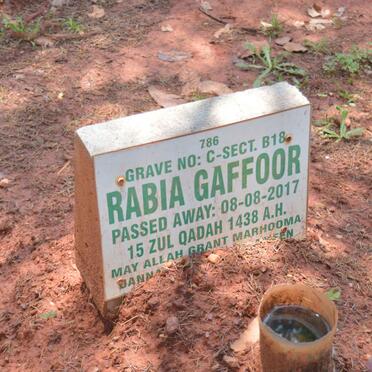 786
GRAVE NO: C-SECT. B18
RABIA GAFFOOR
PASSED AWAY: 08-08-2017
15 ZUL QADAH 1438 A.H.
MAY ALLAH GRANT MARHOOMA